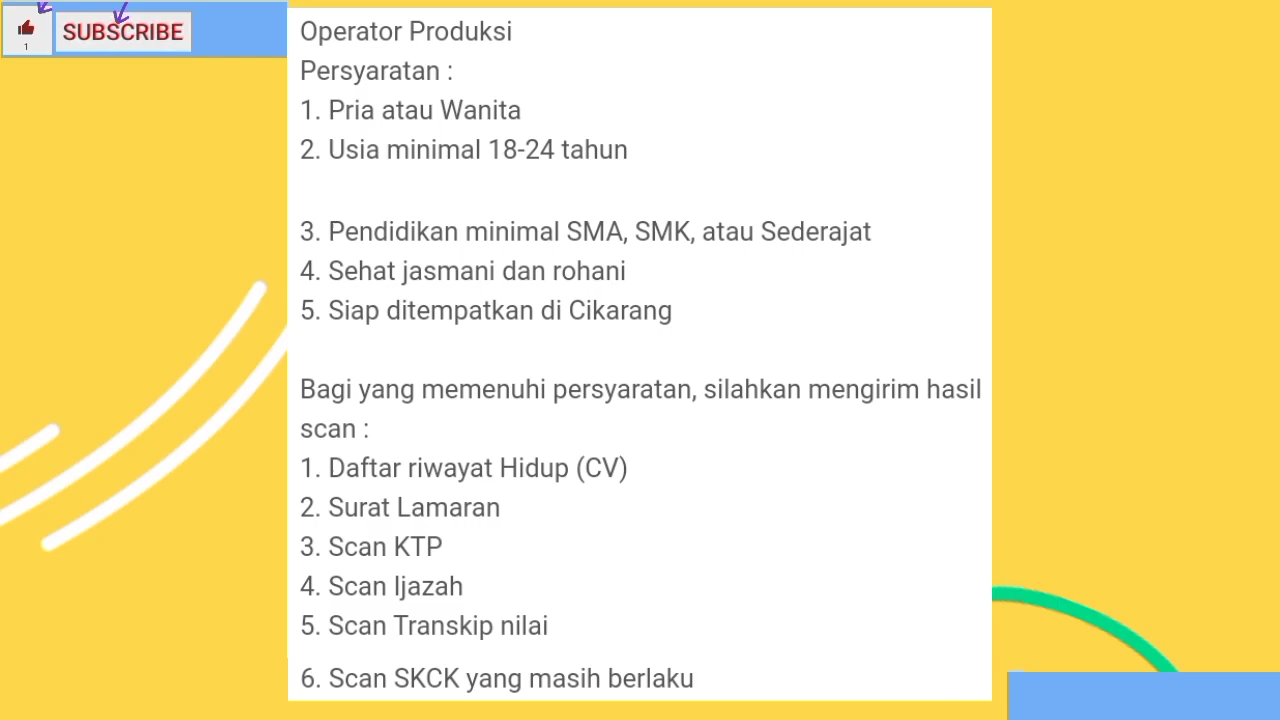 1
SUBSCRIBE
Operator Produksi
Persyaratan :
1. Pria atau Wanita
2. Usia minimal 18-24 tahun
3. Pendidikan minimal SMA, SMK, atau Sederajat
4. Sehat jasmani dan rohani
5. Siap ditempatkan di Cikarang
Bagi yang memenuhi persyaratan, silahkan mengirim hasil
scan :
1. Daftar riwayat Hidup (CV)
2. Surat Lamaran
3. Scan KTP
4. Scan Ijazah
5. Scan Transkip nilai
6. Scan SKCK yang masih berlaku